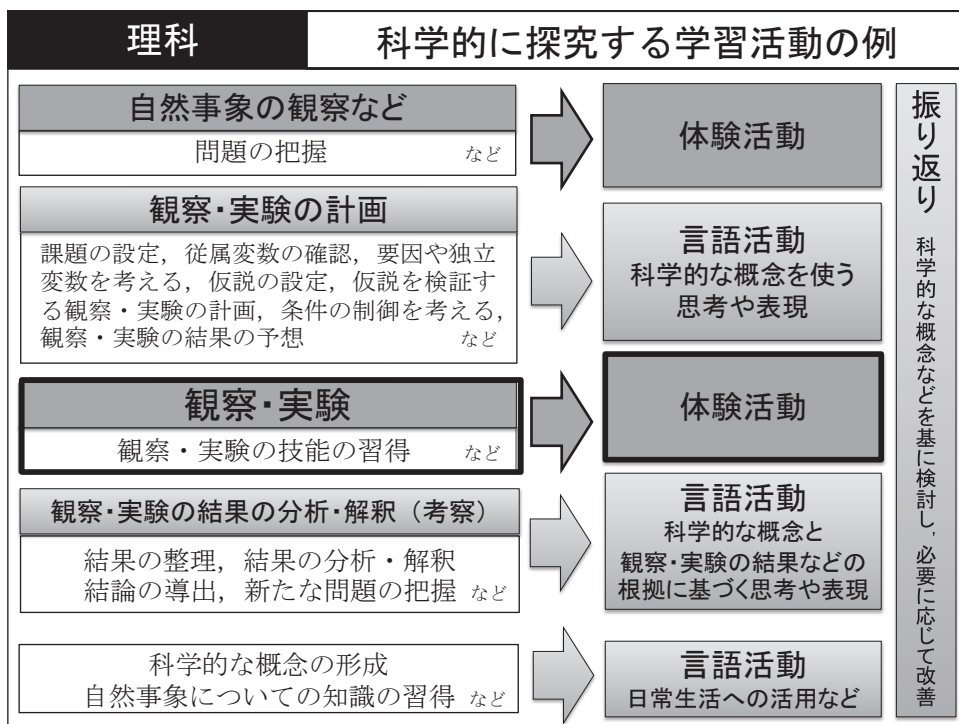 理科
科学的に探究する学習活動の例
自然事象の観察など
問題の把握 など
体験活動
観察・実験の計画
課題の設定，従属変数の確認，要因や独立
変数を考える，仮説の設定，仮説を検証す
る観察・実験の計画，条件の制御を考える，
観察・実験の結果の予想 など
言語活動
科学的な概念を使う
思考や表現
観察・実験
観察・実験の技能の習得 など
体験活動
観察・実験の結果の分析・解釈（考察）
結果の整理，結果の分析・解釈
結論の導出，新たな問題の把握 など
言語活動
科学的な概念と
観察・実験の結果などの
根拠に基づく思考や表現
科学的な概念の形成
自然事象についての知識の習得 など
言語活動
日常生活への活用など
振り返り 科学的な概念などを基に検討し，必要に応じて改善